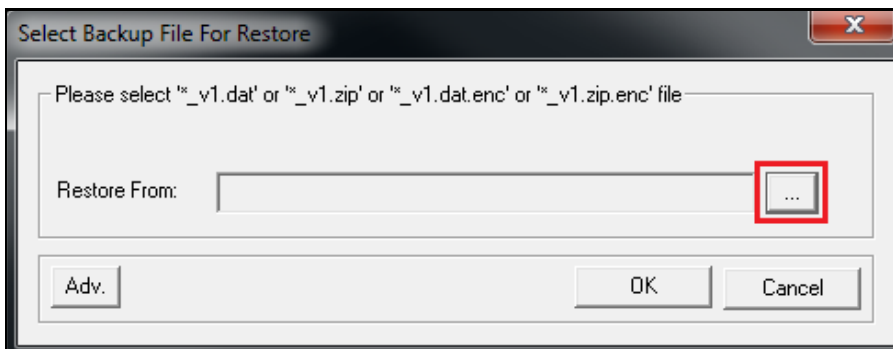 Select Backup File For Restore
x
Please select '*_v1.dat' or '*_v1.zip' or '*_v1.dat.enc' or '*_v1.zip.enc' file
Restore From:
...
Adv.
OK
Cancel